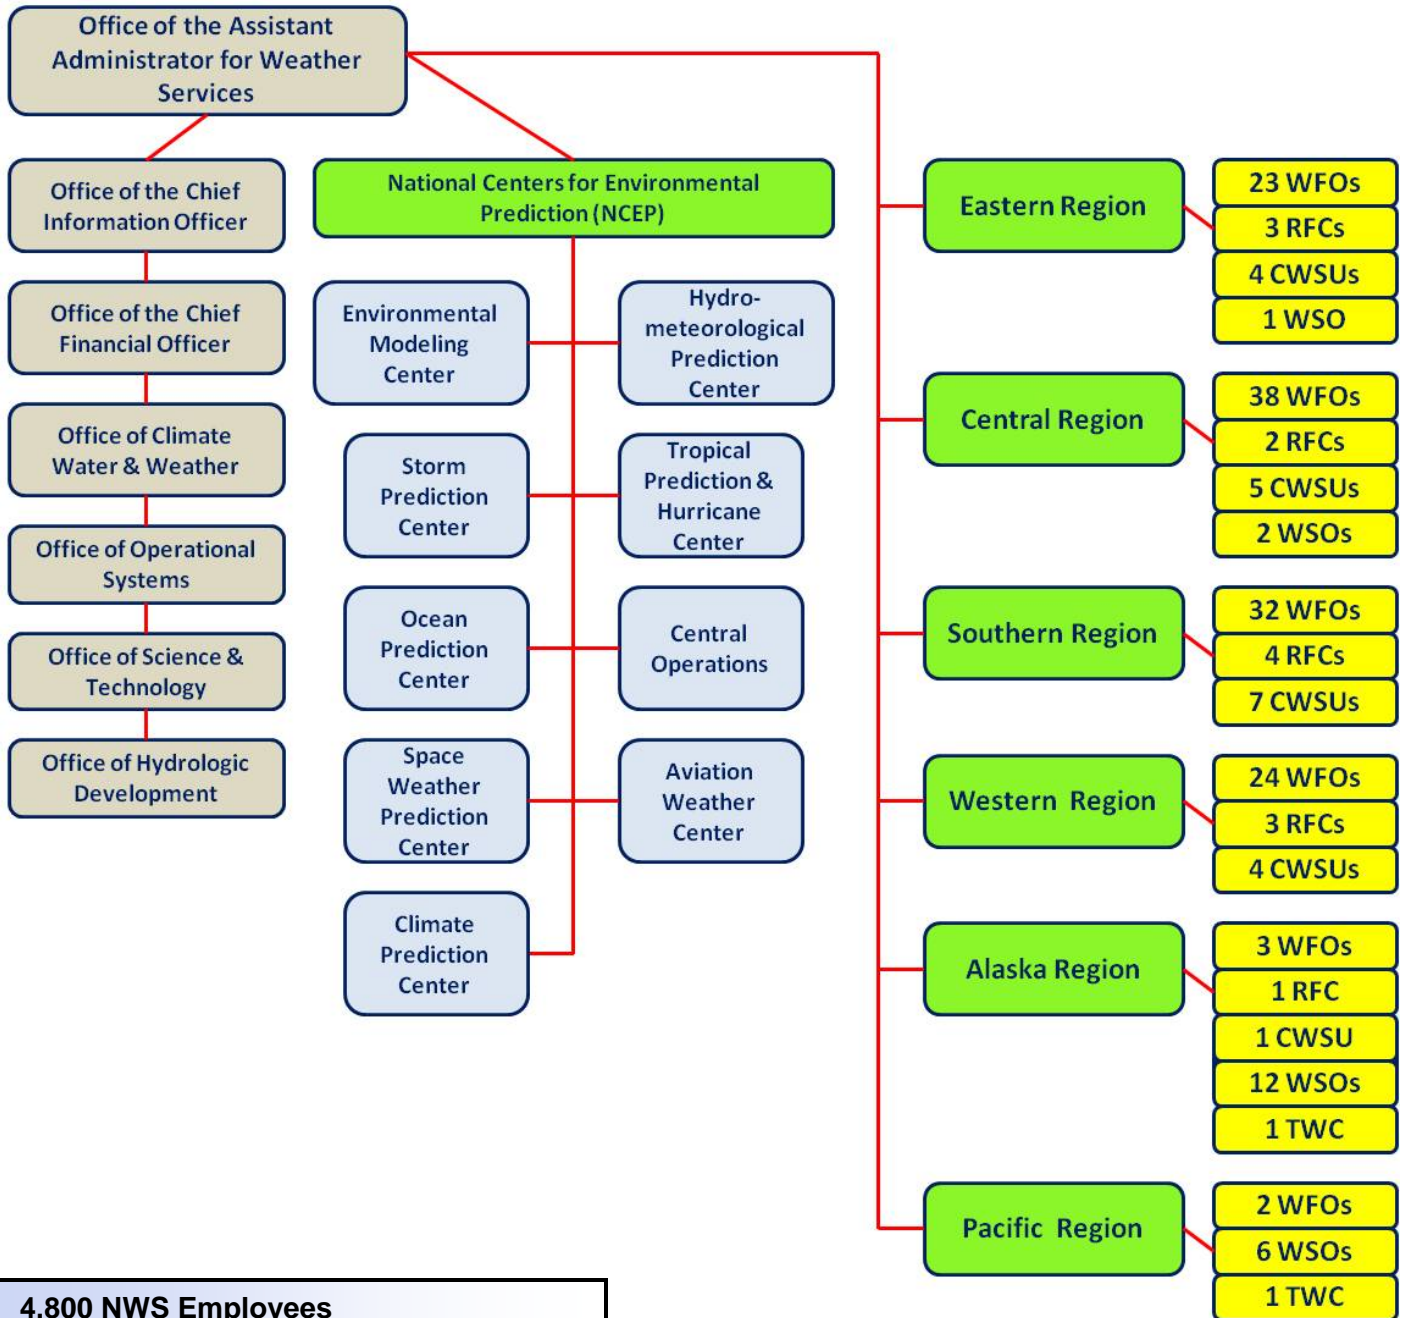 Office of the Assistant
Administrator for Weather
Services
Office of the Chief
Information Officer
Office of the Chief
Financial Officer
Office of Climate
Water & Weather
Office of Operational
Systems
Office of Science &
Technology
Office of Hydrologic
Development
National Centers for Environmental
Prediction (NCEP)
Environmental
Modeling
Center
Hydro-
meteorological
Prediction
Center
Storm
Prediction
Center
Tropical
Prediction &
Hurricane
Center
Ocean
Prediction
Center
Central
Operations
Space
Weather
Prediction
Center
Aviation
Weather
Center
Climate
Prediction
Center
Eastern Region
23 WFOs
3 RFCs
4 CWSUs
1 WSO
Central Region
38 WFOs
2 RFCs
5 CWSUs
2 WSOs
Southern Region
32 WFOs
4 RFCs
7 CWSUs
Western Region
24 WFOs
3 RFCs
4 CWSUs
Alaska Region
3 WFOs
1 RFC
1 CWSU
12 WSOs
1 TWC
Pacific Region
2 WFOs
6 WSOs
1 TWC
4,800 NWS Employees